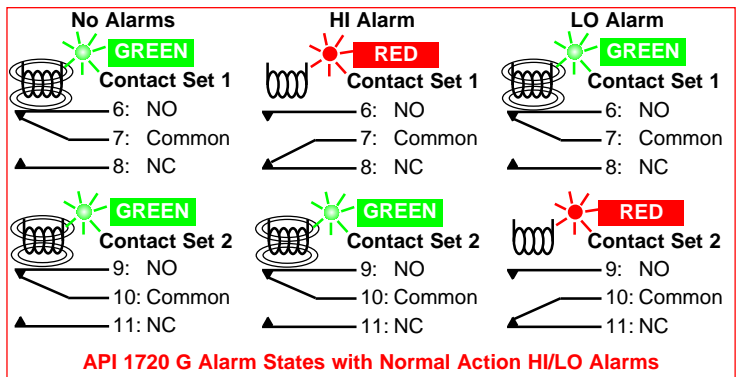 No Alarms
GREEN
Contact Set 1
6: NO
7: Common
8: NC
GREEN
Contact Set 2
9: NO
10: Common
11: NC
HI Alarm
RED
Contact Set 1
6: NO
7: Common
8: NC
GREEN
Contact Set 2
9: NO
10: Common
11: NC
LO Alarm
GREEN
Contact Set 1
6: NO
7: Common
8: NC
RED
Contact Set 2
9: NO
10: Common
11: NC
API 1720 G Alarm States with Normal Action HI/LO Alarms